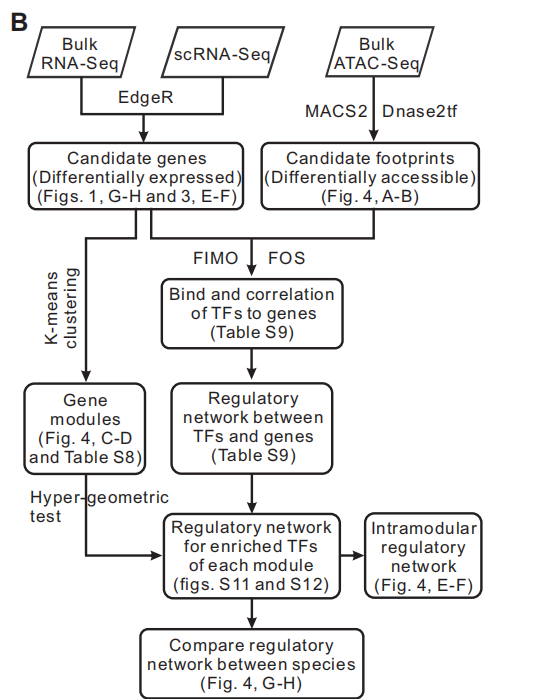 B
Bulk
RNA-Seq
scRNA-Seq
Bulk
ATAC-Seq
EdgeR
MACS2
Dnase2tf
Candidate genes
(Differentially expressed)
(Figs. 1, G-H and 3, E-F)
Candidate footprints
(Differentially accessible)
(Fig. 4, A-B)
K-means
clustering
FIMO
FOS
Bind and correlation
of TFs to genes
(Table S9)
Gene
modules
(Fig. 4, C-D
and Table S8)
Regulatory
network between
TFs and genes
(Table S9)
Hyper-geometric
test
Regulatory network
for enriched TFs
of each module
(figs. S11 and S12)
Intramodular
regulatory
network
(Fig. 4, E-F)
Compare regulatory
network between species
(Fig. 4, G-H)